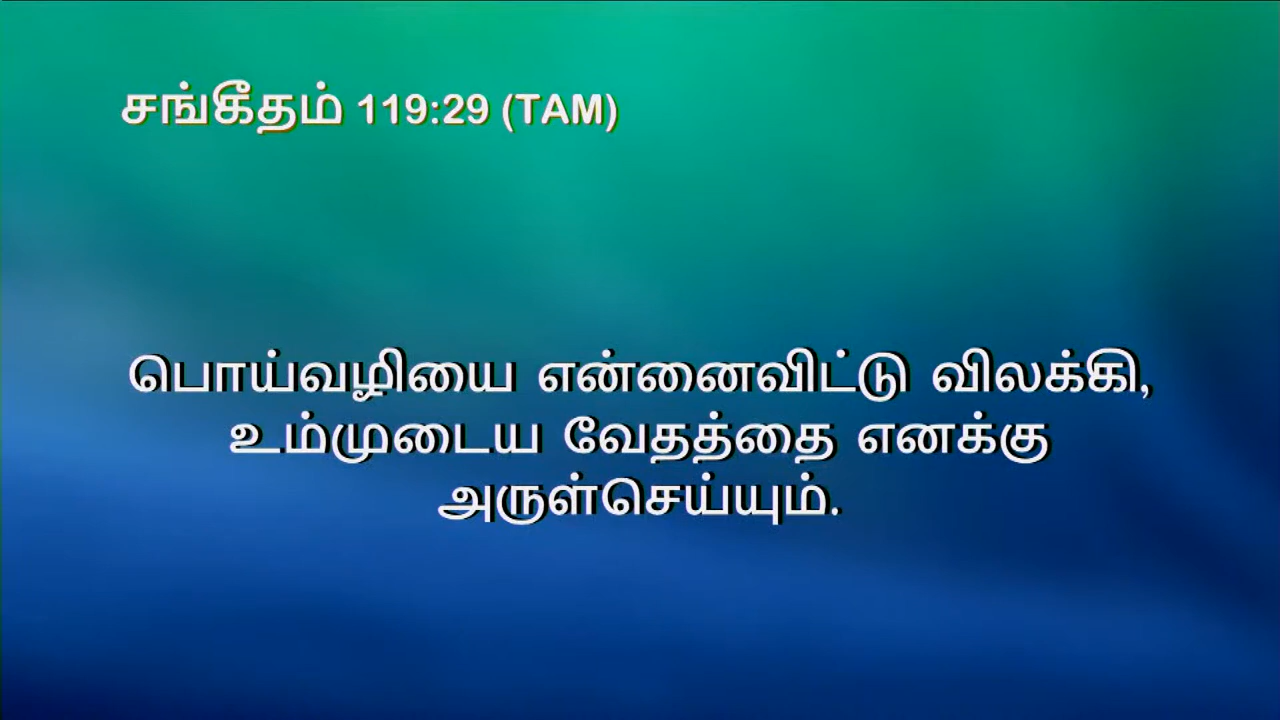 சங்கீதம் 119:29 (TAM)
பொய்வழியை என்னைவிட்டு விலக்கி,
உம்முடைய வேதத்தை எனக்கு
அருள்செய்யும்.